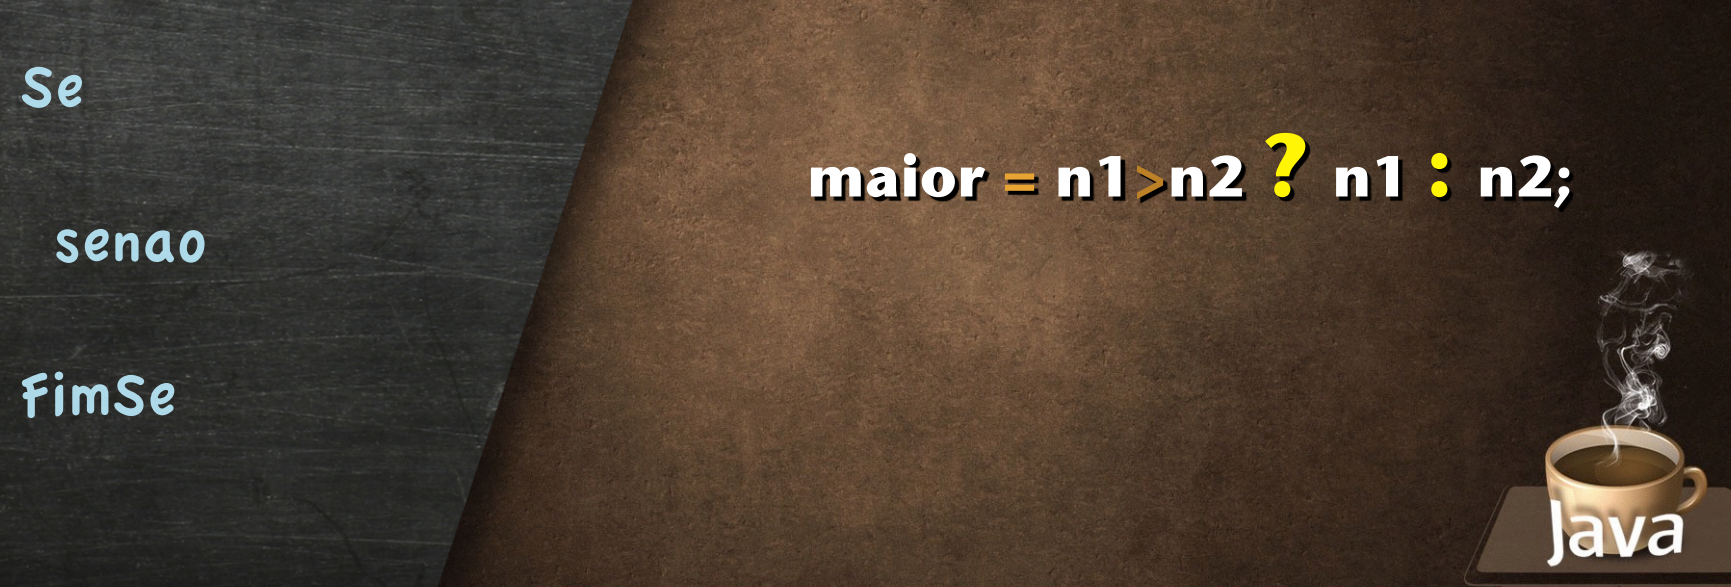 Se
senao
FimSe
maior = n1>n2 ? n1 : n2;
Java